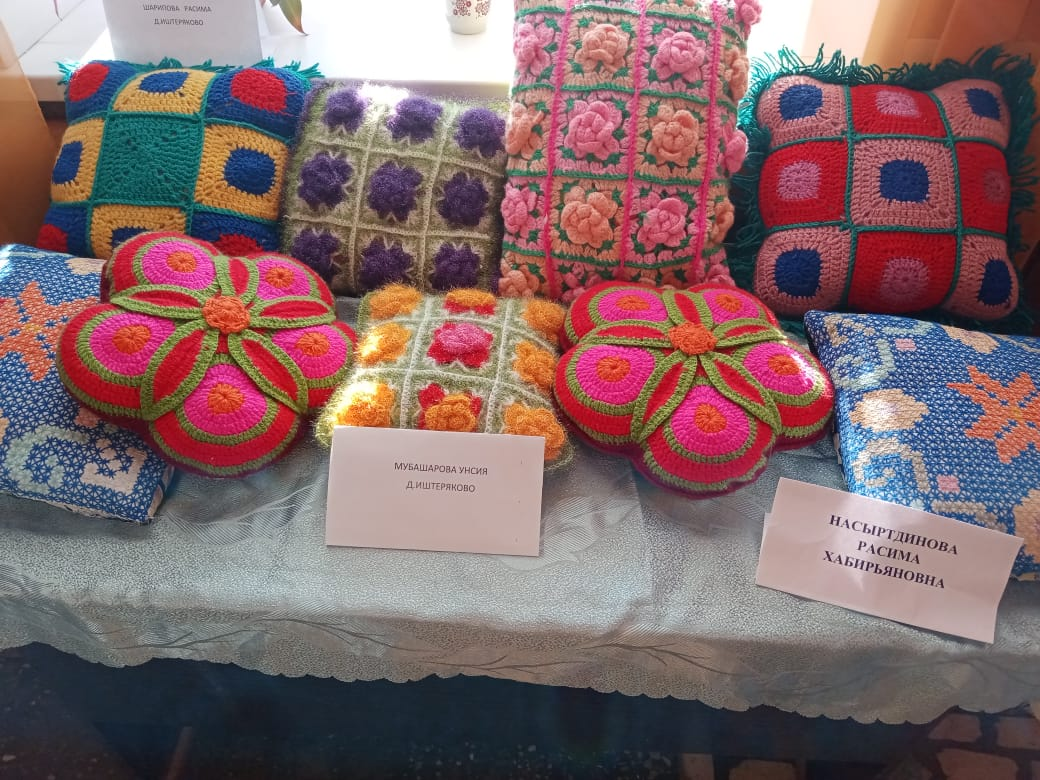 ШАРИПОВА РАСИМА
Д.ИШТЕРЯКОВО
МУБАШАРОВА УНСИЯ
Д.ИШТЕРЯКОВО
НАСЫРТДИНОВА
РАСИМА
ХАБИРЬЯНОВНА